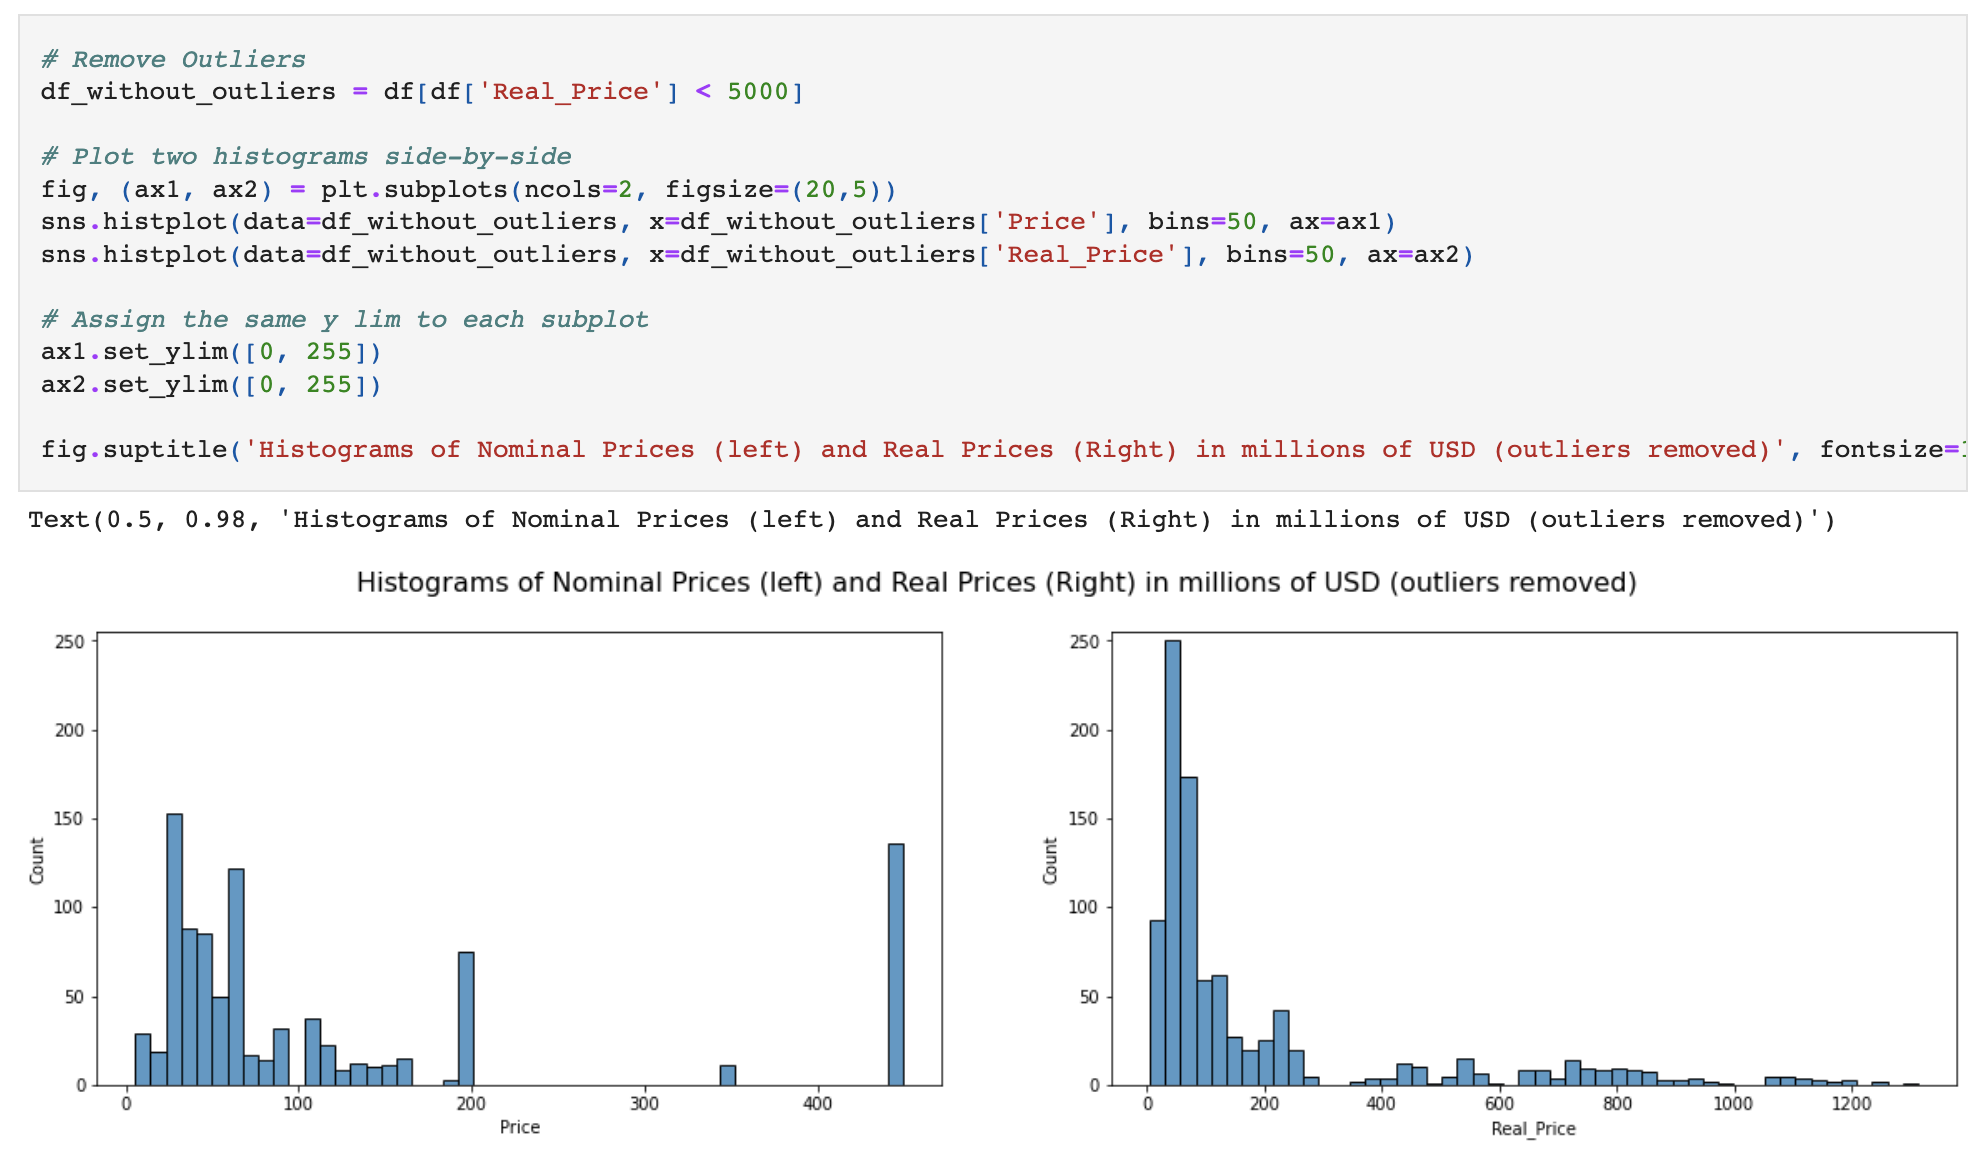 # Remove Outliers
df_without_outliers = df[df['Real_Price'] < 5000]
# Plot two histograms side-by-side
fig, (ax1, ax2) = plt.subplots(ncols=2, figsize=(20,5))
sns.histplot(data=df_without_outliers, x=df_without_outliers['Price'], bins=50, ax=ax1)
sns.histplot(data=df_without_outliers, x=df_without_outliers['Real_Price'], bins=50, ax=ax2)
# Assign the same y lim to each subplot
ax1.set_ylim([0, 255])
ax2.set_ylim([0, 255])
fig.suptitle('Histograms of Nominal Prices (left) and Real Prices (Right) in millions of USD (outliers removed)', fontsize=
Text(0.5, 0.98, 'Histograms of Nominal Prices (left) and Real Prices (Right) in millions of USD (outliers removed)')
Histograms of Nominal Prices (left) and Real Prices (Right) in millions of USD (outliers removed)
250
200
150
100
50
0
Count
0 100 200 300 400
Price
250
200
150
100
50
0
Count
0 200 400 600 800 1000 1200
Real_Price